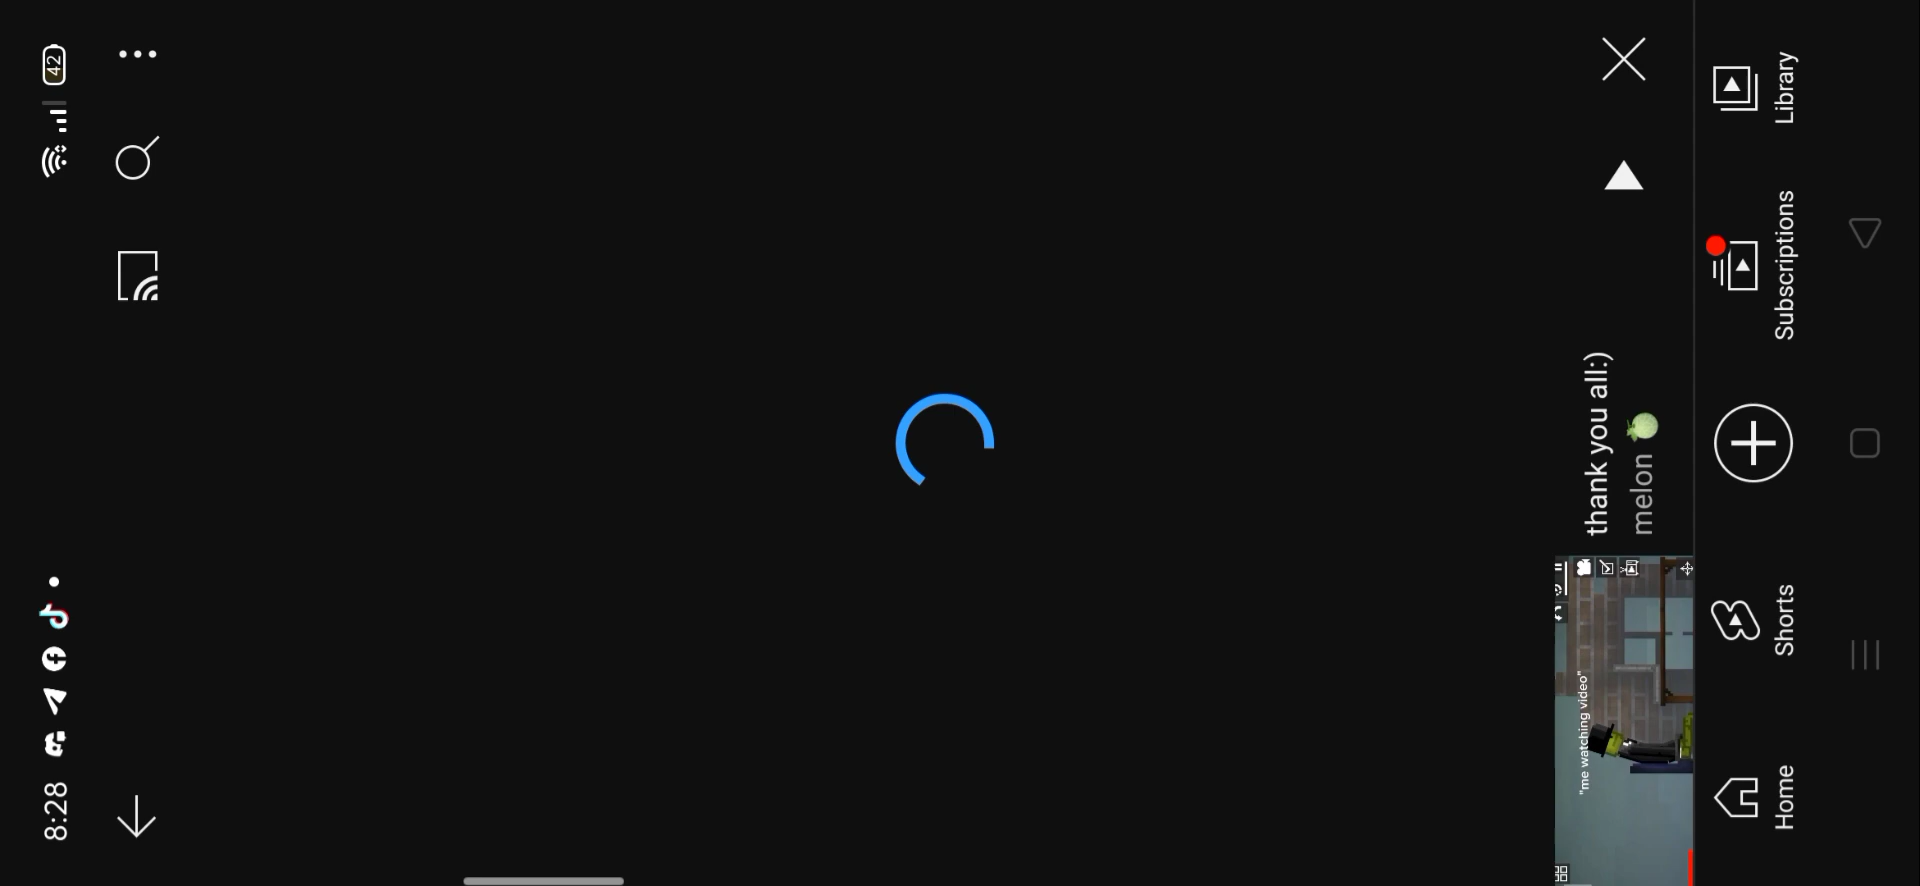 8:28
42
"me watching video"
thank you all:)
melon
Home
Shorts
Subscriptions
Library